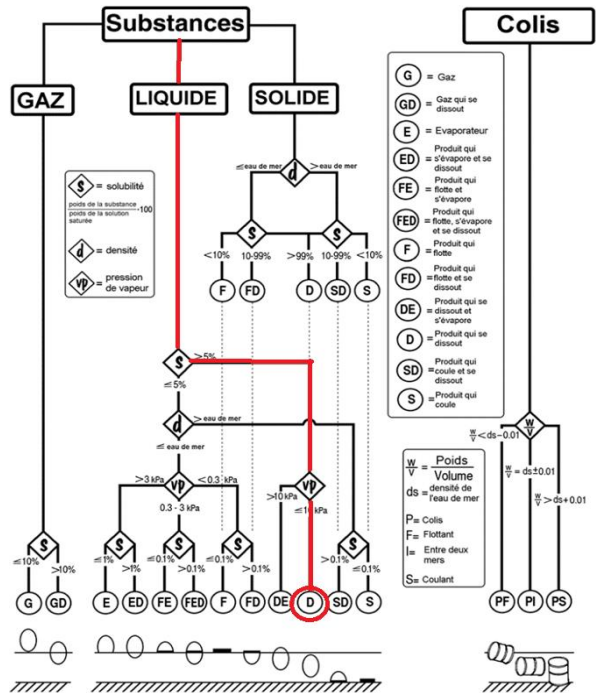 Substances
Colis
GAZ
LIQUIDE
SOLIDE
G = Gaz
GD = Gaz qui se
dissout
E = Evaporateur
ED = Produit qui
s'évapore et se
dissout
FE = Produit qui
flotte et
s'évapore
FED = Produit qui
flotte, s'évapore
et se dissout
F = Produit qui
flotte
FD = Produit qui
flotte et se
dissout
DE = Produit qui se
dissout et
s'évapore
D = Produit qui se
dissout
SD = Produit qui
coule et se
dissout
S = Produit qui
coule
S = solubilité
poids de la substance
poids de la solution
saturée
·100
d = densité
vp = pression
de vapeur
≤eau de mer
d
>eau de mer
S
S
<10%
10-99%
>99%
10-99%
<10%
F
FD
D
SD
S
S
>5%
≤5%
d
>eau de mer
≤ eau de mer
>3 kPa
vp
<0.3 kPa
0.3 - 3 kPa
vp
>10 kPa
≤10 kPa
S
≤10%
>10%
S
≤1%
>1%
S
≤0.1%
>0.1%
S
≤0.1%
>0.1%
S
>0.1%
≤0.1%
G
GD
E
ED
FE
FED
F
FD
DE
D
SD
S
W/V
W/V <ds-0.01
W/V = ds±0.01
W/V >ds+0.01
W/V = Poids
Volume
ds = densité de
l'eau de mer
P= Colis
F= Flottant
I= Entre deux
mers
S= Coulant
PF
PI
PS